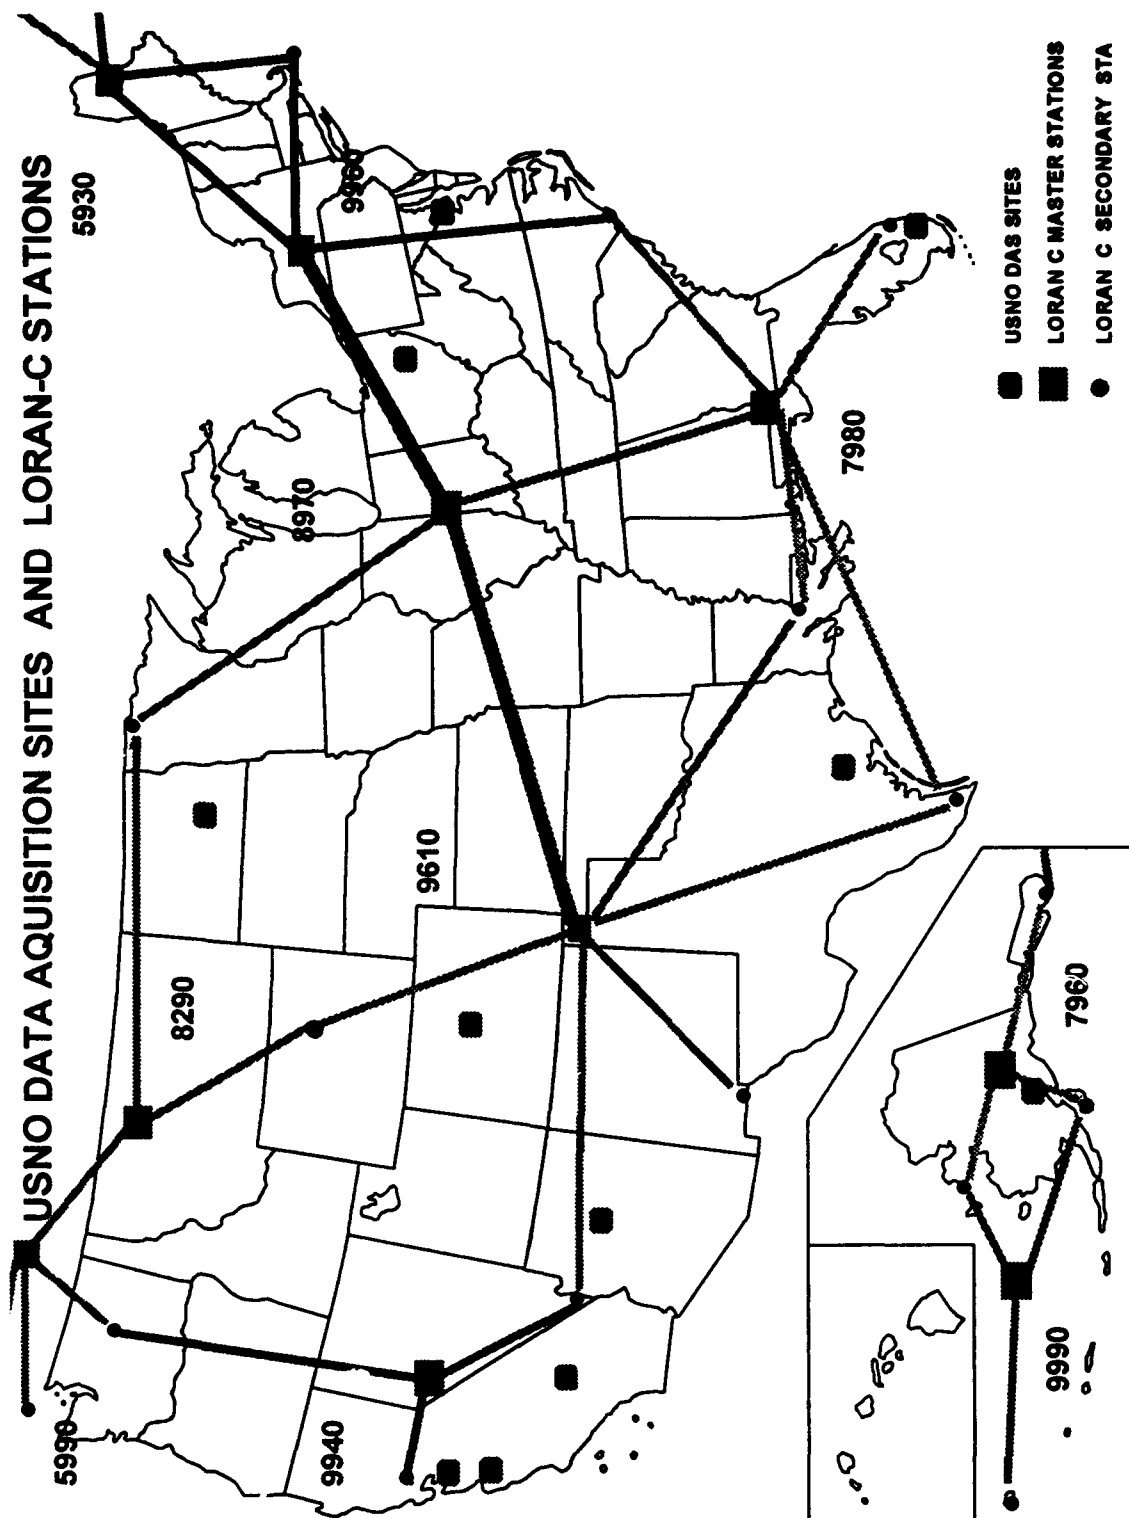 USNO DATA AQUISITION SITES AND LORAN-C STATIONS
5930
9960
8970
7980
9610
8290
5990
9940
7960
9990
USNO DAS SITES
LORAN C MASTER STATIONS
LORAN C SECONDARY STA